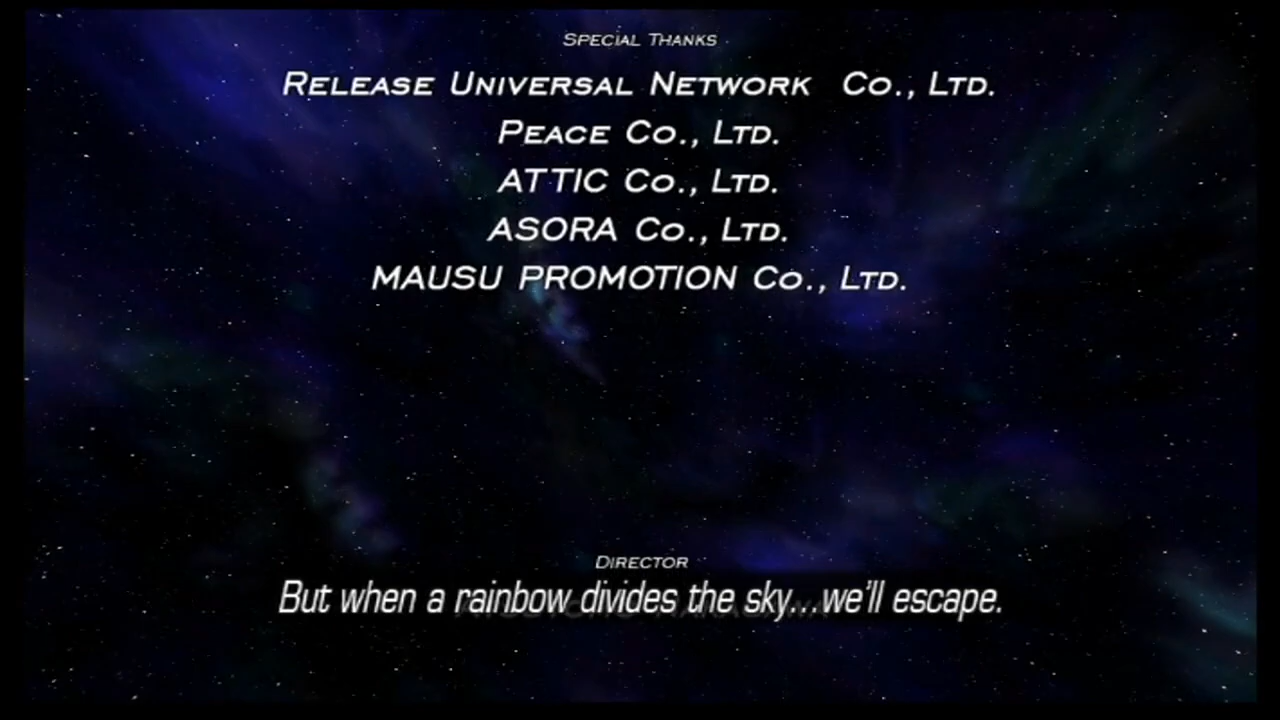 SPECIAL THANKS
RELEASE UNIVERSAL NETWORK CO., LTD.
PEACE CO., LTD.
ATTIC CO., LTD.
ASORA CO., LTD.
MAUSU PROMOTION CO., LTD.
DIRECTOR
But when a rainbow divides the sky...we'll escape.